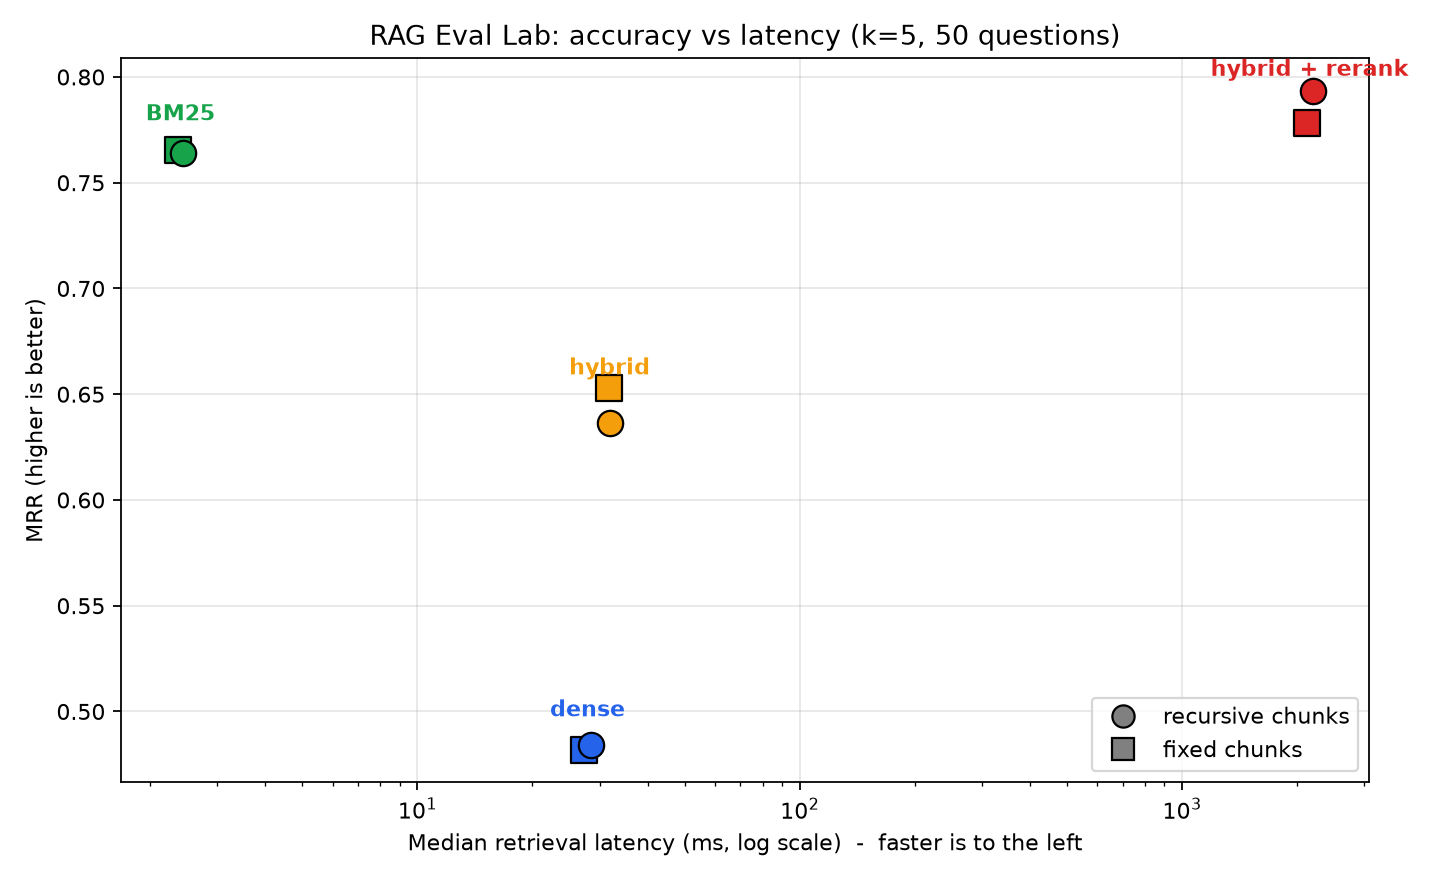 RAG Eval Lab: accuracy vs latency (k=5, 50 questions)
hybrid + rerank
BM25
hybrid
dense
MRR (higher is better)
0.80
0.75
0.70
0.65
0.60
0.55
0.50
recursive chunks
fixed chunks
10¹
10²
10³
Median retrieval latency (ms, log scale)  -  faster is to the left